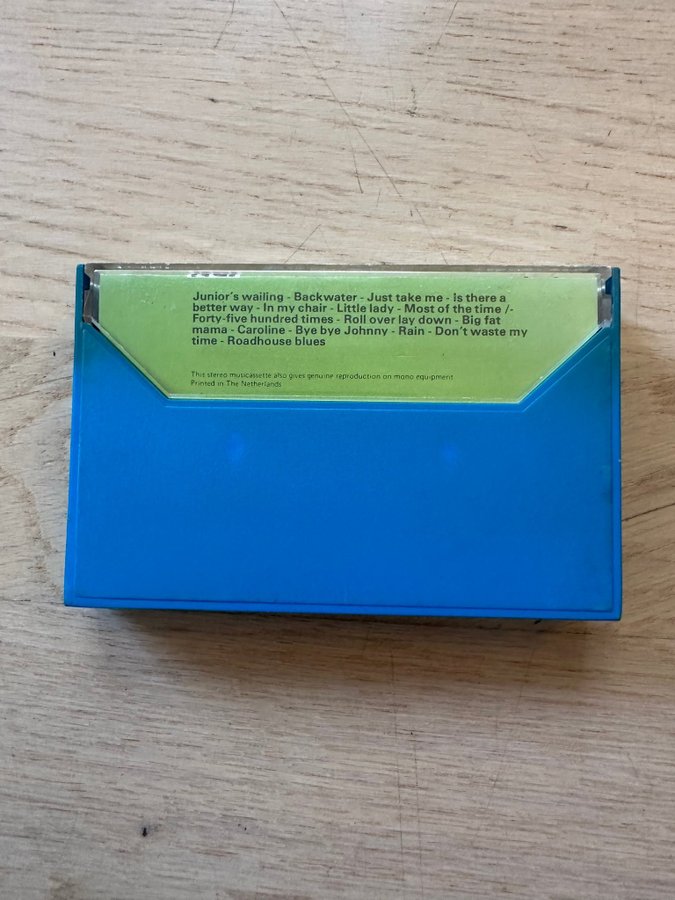 Junior's wailing - Backwater - Just take me - Is there a
better way - In my chair - Little lady - Most of the time /-
Forty-five hundred times - Roll over lay down - Big fat
mama - Caroline - Bye bye Johnny - Rain - Don't waste my
time - Roadhouse blues
This stereo musicassette also gives genuine reproduction on mono equipment
Printed in The Netherlands